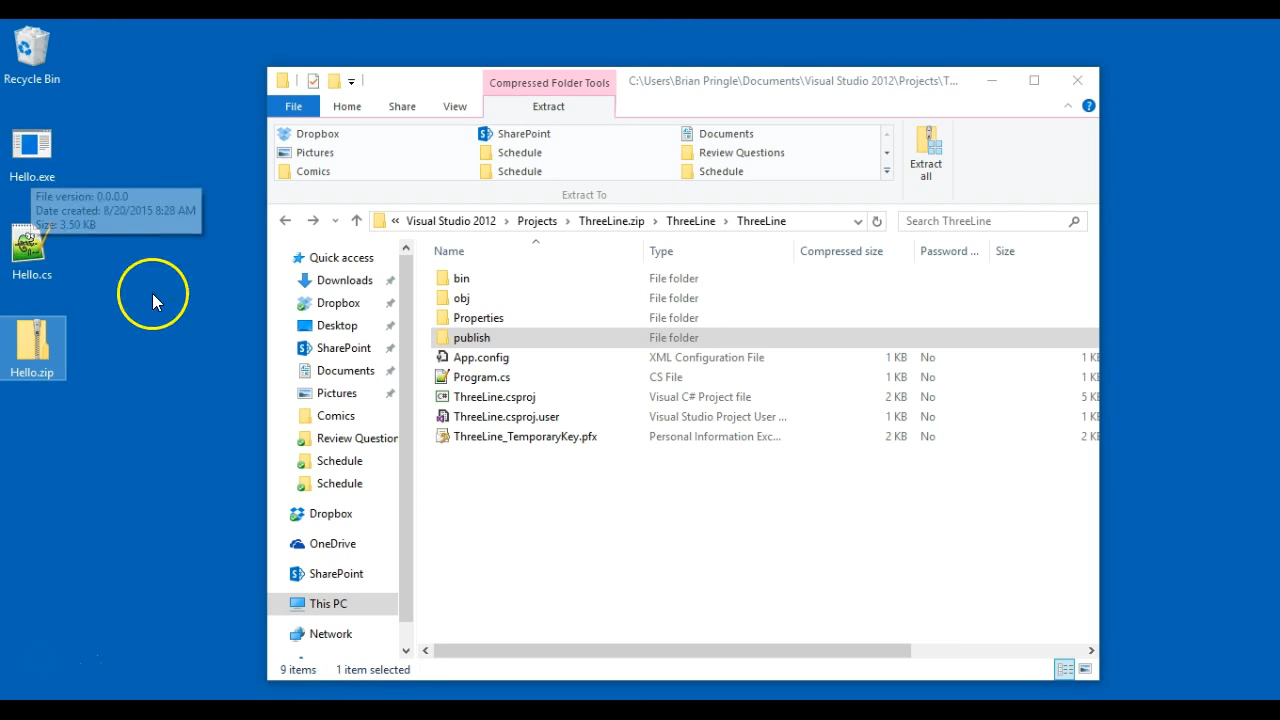 Recycle Bin
Hello.exe
File version: 0.0.0.0
Date created: 8/20/2015 8:28 AM
Size: 3.50 KB
Hello.cs
Hello.zip
Compressed Folder Tools
C:\Users\Brian Pringle\Documents\Visual Studio 2012\Projects\T...
File Home Share View Extract
Dropbox SharePoint Documents
Pictures Schedule Review Questions
Comics Schedule Schedule
Extract all
Extract To
« Visual Studio 2012 > Projects > ThreeLine.zip > ThreeLine > ThreeLine
Search ThreeLine
Quick access
Downloads
Dropbox
Desktop
SharePoint
Documents
Pictures
Comics
Review Question
Schedule
Schedule
Dropbox
OneDrive
SharePoint
This PC
Network
Name Type Compressed size Password ... Size
bin File folder
obj File folder
Properties File folder
publish File folder
App.config XML Configuration File 1 KB No 1 K
Program.cs CS File 1 KB No 1 K
ThreeLine.csproj Visual C# Project file 2 KB No 5 K
ThreeLine.csproj.user Visual Studio Project User ... 1 KB No 1 K
ThreeLine_TemporaryKey.pfx Personal Information Exc... 2 KB No 2 K
9 items 1 item selected